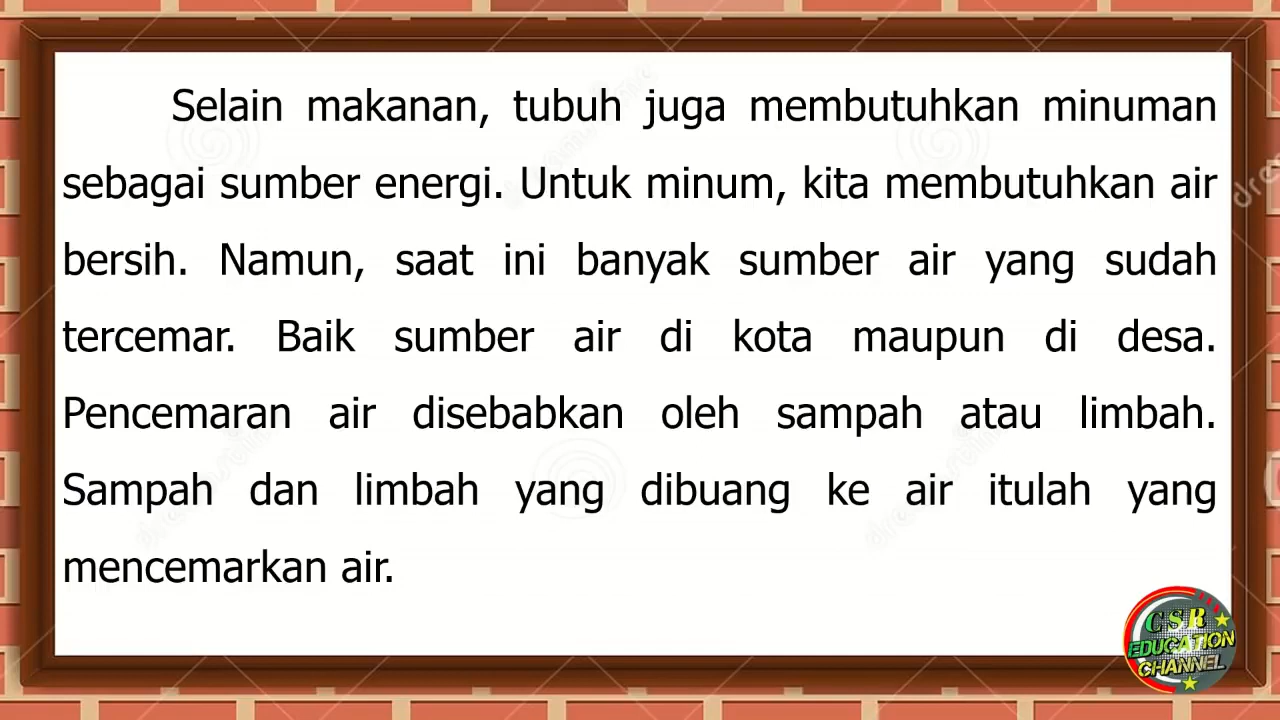 Selain makanan, tubuh juga membutuhkan minuman
sebagai sumber energi. Untuk minum, kita membutuhkan air
bersih. Namun, saat ini banyak sumber air yang sudah
tercemar. Baik sumber air di kota maupun di desa.
Pencemaran air disebabkan oleh sampah atau limbah.
Sampah dan limbah yang dibuang ke air itulah yang
mencemarkan air.
CSR
EDUCATION
CHANNEL